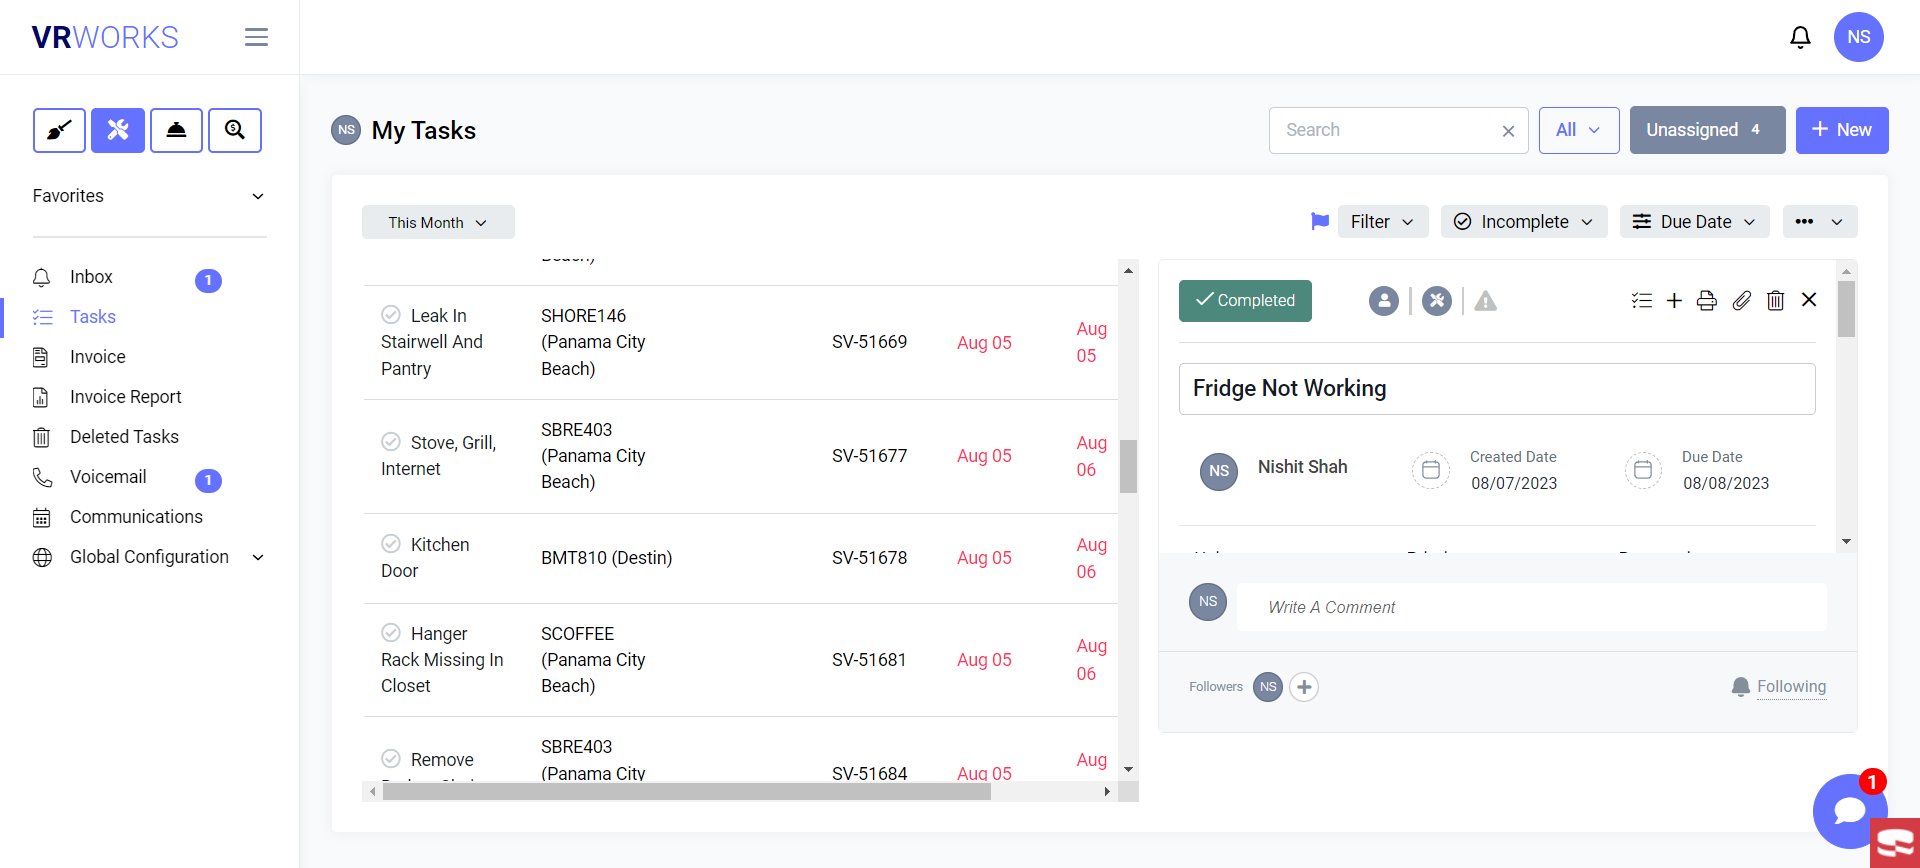 VRWORKS
NS
Favorites
Inbox 1
Tasks
Invoice
Invoice Report
Deleted Tasks
Voicemail 1
Communications
Global Configuration
NS My Tasks
Search
All
Unassigned 4
New
This Month
Filter
Incomplete
Due Date
Beach)
Leak In
Stairwell And
Pantry
SHORE146
(Panama City
Beach)
SV-51669
Aug 05
Aug
05
Stove, Grill,
Internet
SBRE403
(Panama City
Beach)
SV-51677
Aug 05
Aug
06
Kitchen
Door
BMT810 (Destin)
SV-51678
Aug 05
Aug
06
Hanger
Rack Missing In
Closet
SCOFFEE
(Panama City
Beach)
SV-51681
Aug 05
Aug
06
Remove
SBRE403
(Panama City
SV-51684
Aug 05
Aug
Completed
Fridge Not Working
NS
Nishit Shah
Created Date
08/07/2023
Due Date
08/08/2023
NS
Write A Comment
Followers
NS
Following
1